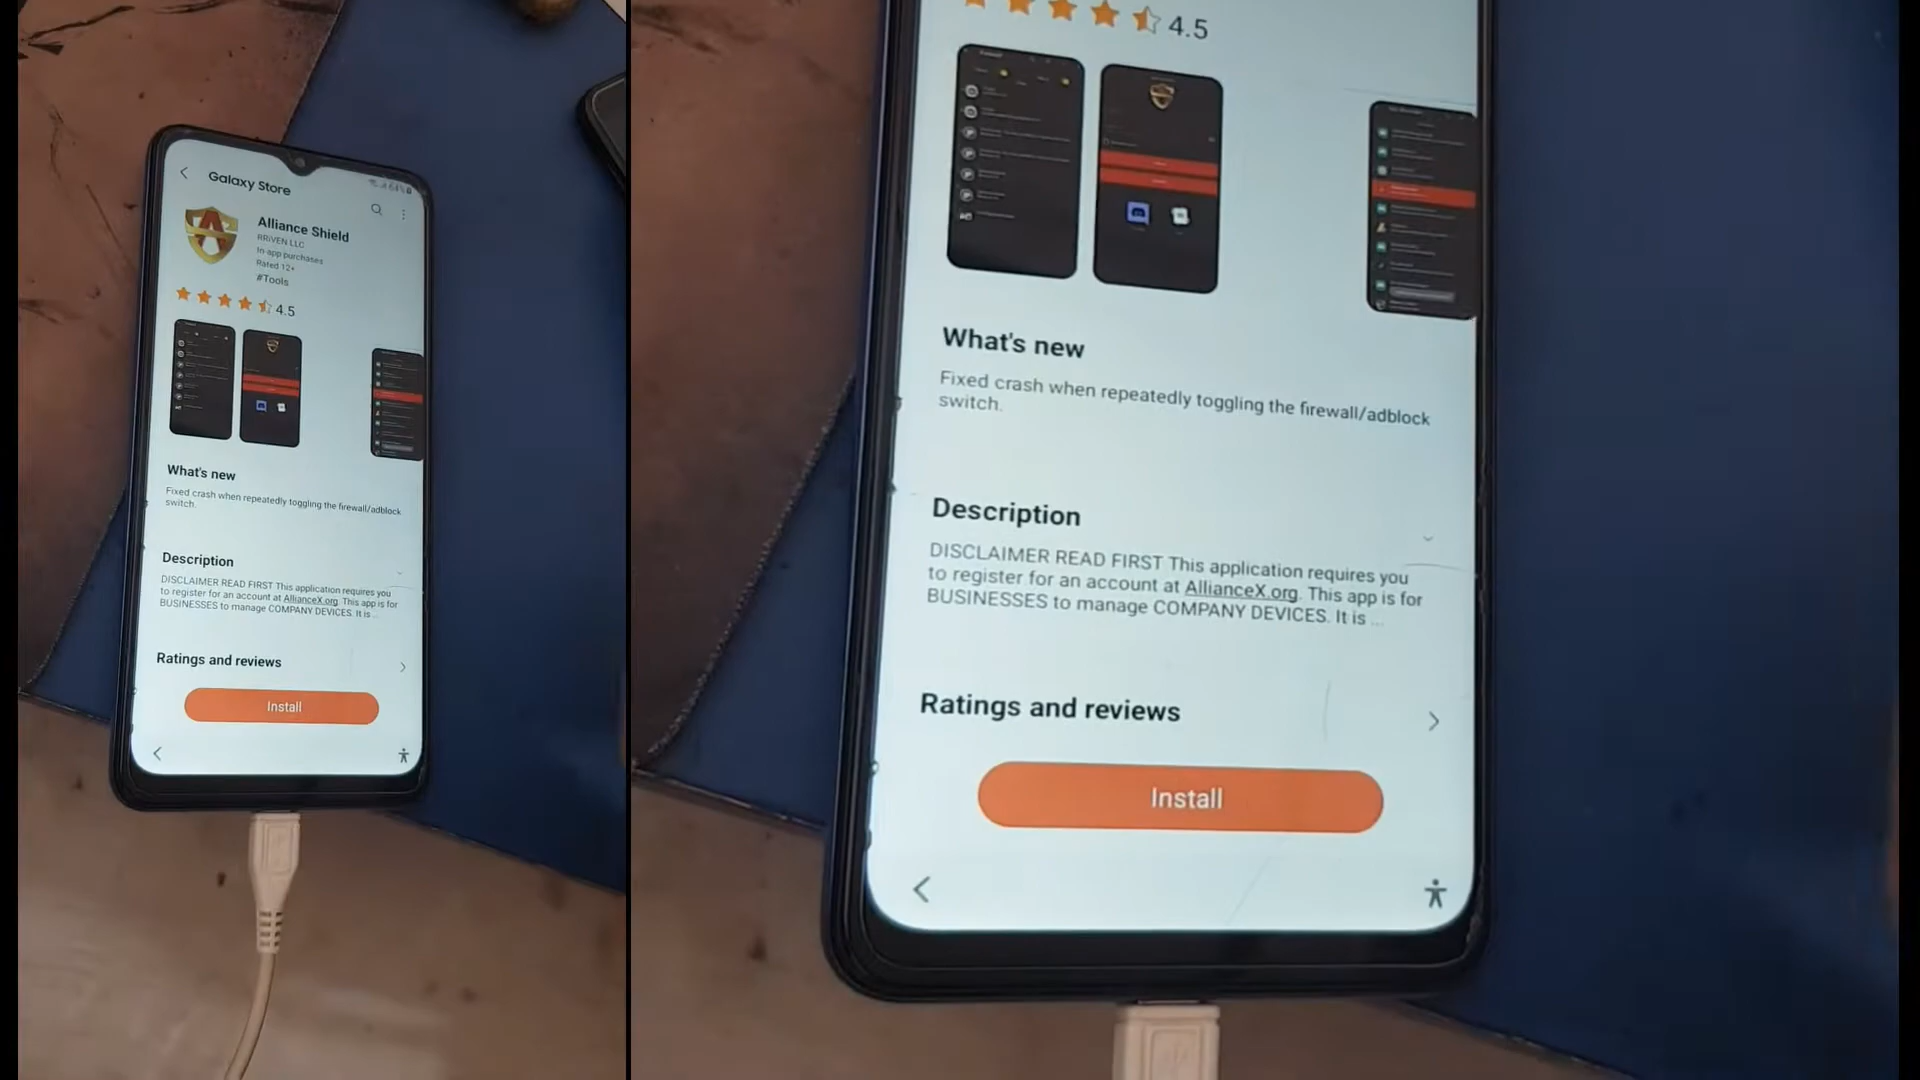 Galaxy Store
64%
Alliance Shield
RRiVEN LLC
In app purchases
Rated 12+
#Tools
4.5
What's new
Fixed crash when repeatedly toggling the firewall/adblock
switch.
Description
DISCLAIMER READ FIRST This application requires you
to register for an account at AllianceX.org. This app is for
BUSINESSES to manage COMPANY DEVICES. It is ...
Ratings and reviews
Install
4.5
What's new
Fixed crash when repeatedly toggling the firewall/adblock
switch.
Description
DISCLAIMER READ FIRST This application requires you
to register for an account at AllianceX.org. This app is for
BUSINESSES to manage COMPANY DEVICES. It is ...
Ratings and reviews
Install